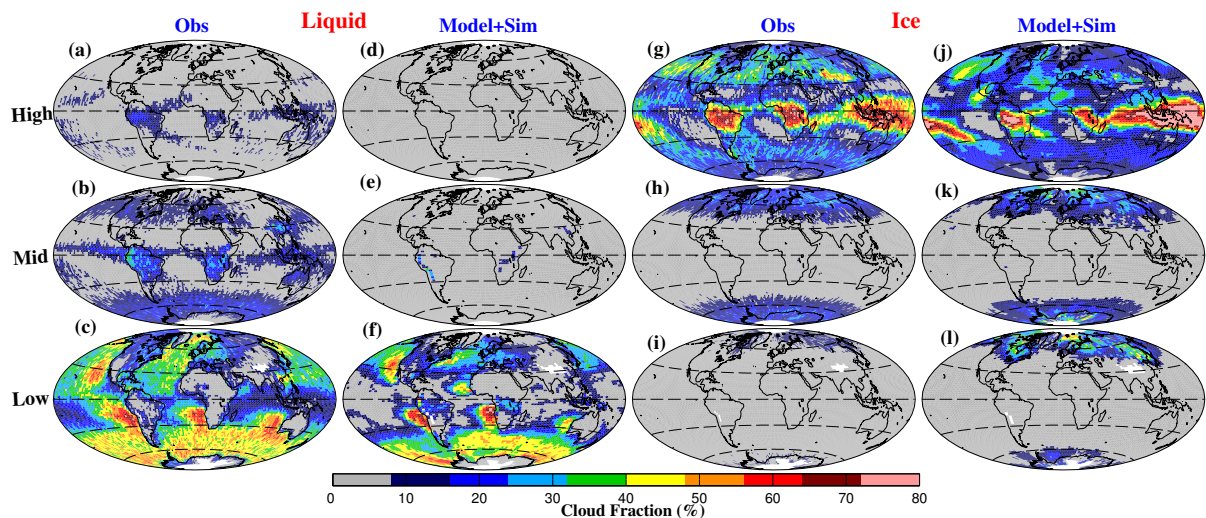 Liquid Ice
Obs Model+Sim Obs Model+Sim
(a) (d) (g) (j)
High
(b) (e) (h) (k)
Mid
(c) (f) (i) (l)
Low
0 10 20 30 40 50 60 70 80
Cloud Fraction (%)